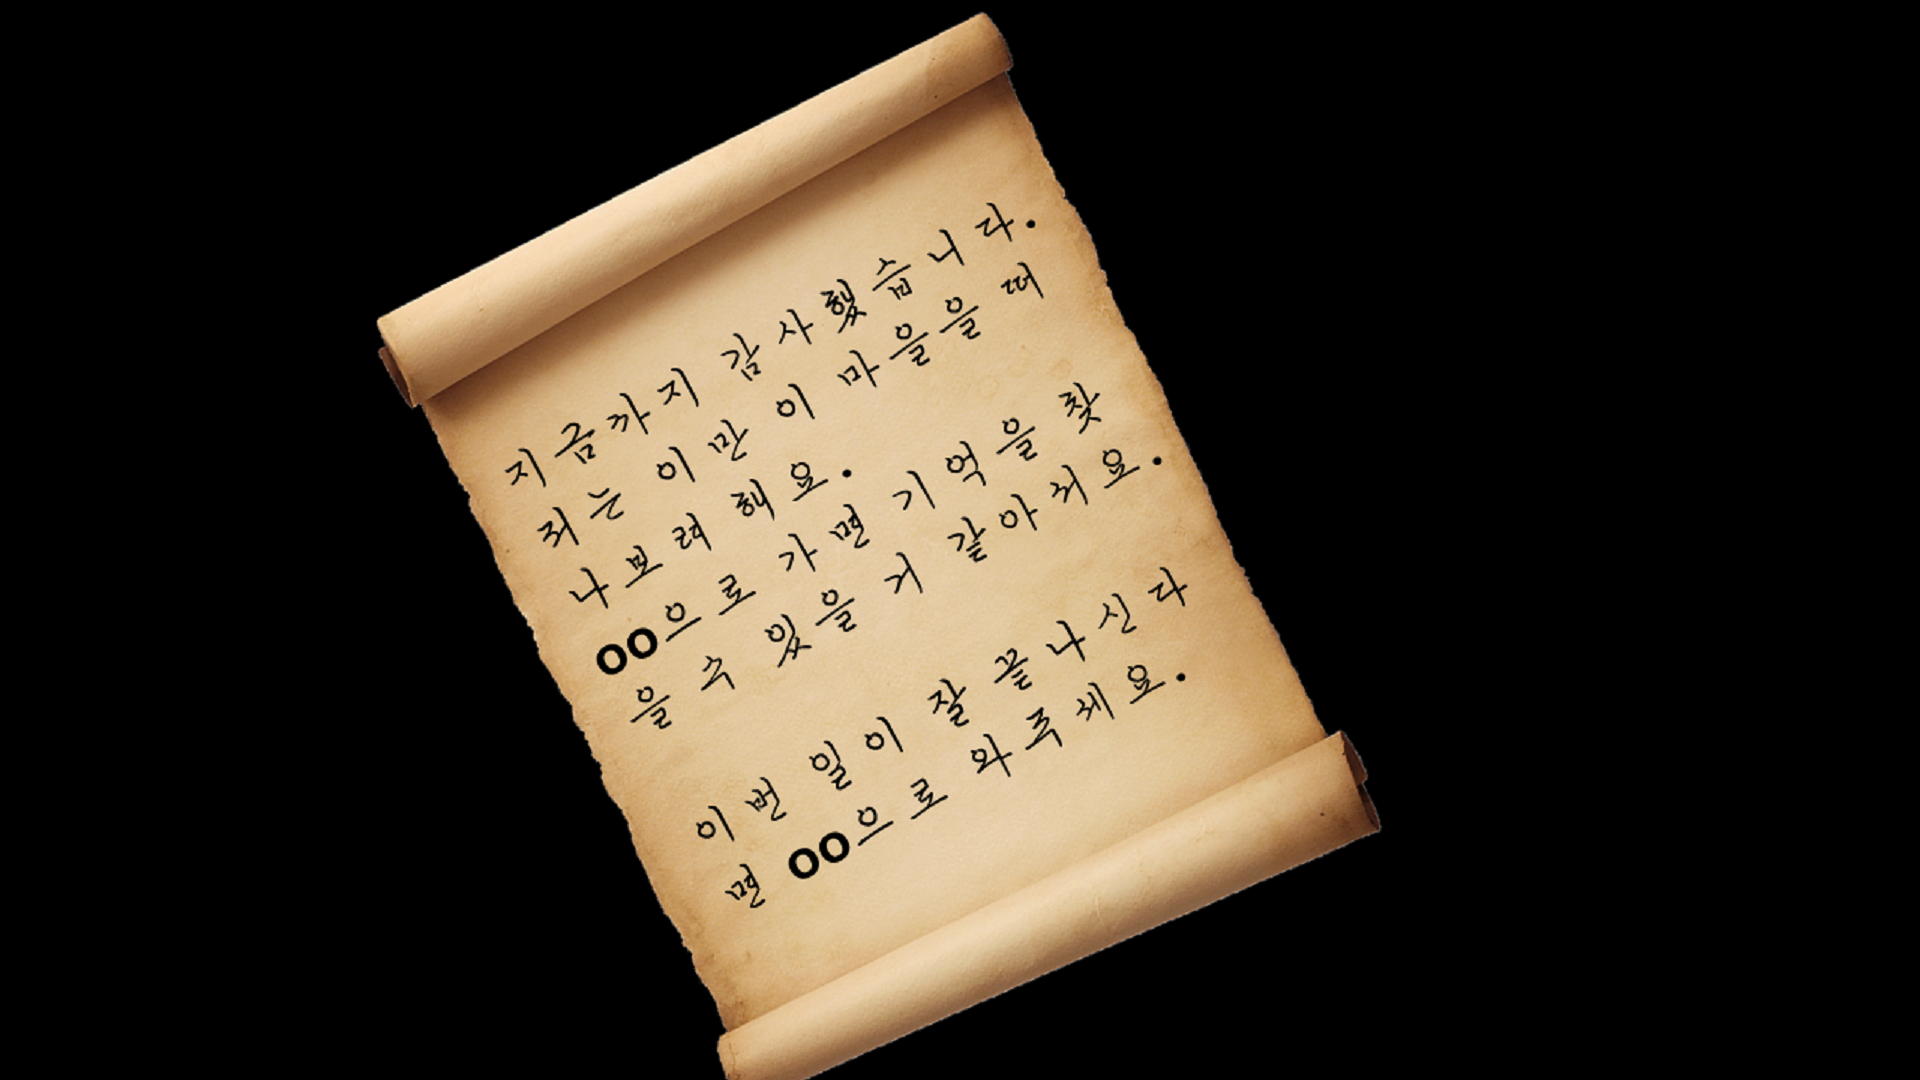 지금까지 감사했습니다.
저는 이만 이 마을을 떠
나보려 해요.
OO으로 가면 기억을 찾
을 수 있을 거 같아서요.
이번 일이 잘 끝나신다
면 OO으로 와주세요.